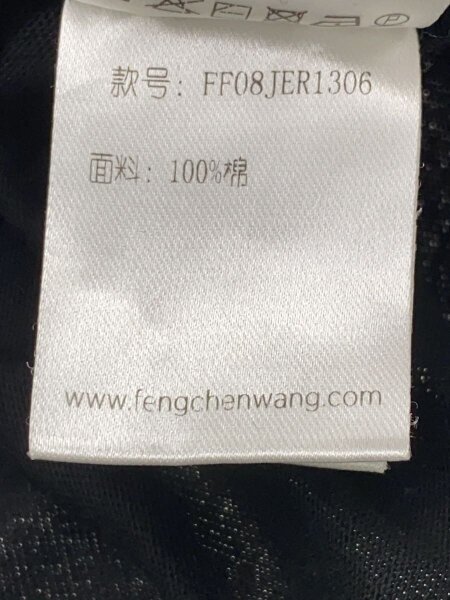 款号: FF08JER1306
面料: 100%棉
www.fengchenwang.com